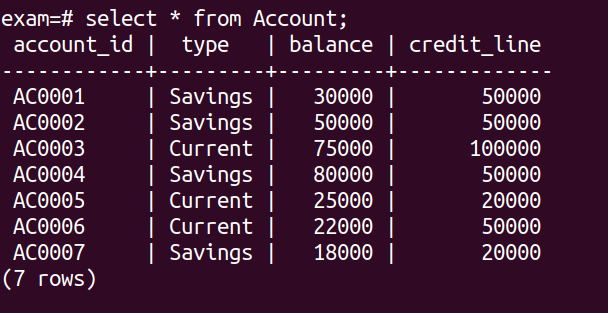 exam=# select * from Account;
 account_id |  type   | balance | credit_line
------------+---------+---------+-------------
 AC0001     | Savings |   30000 |       50000
 AC0002     | Savings |   50000 |       50000
 AC0003     | Current |   75000 |      100000
 AC0004     | Savings |   80000 |       50000
 AC0005     | Current |   25000 |       20000
 AC0006     | Current |   22000 |       50000
 AC0007     | Savings |   18000 |       20000
(7 rows)